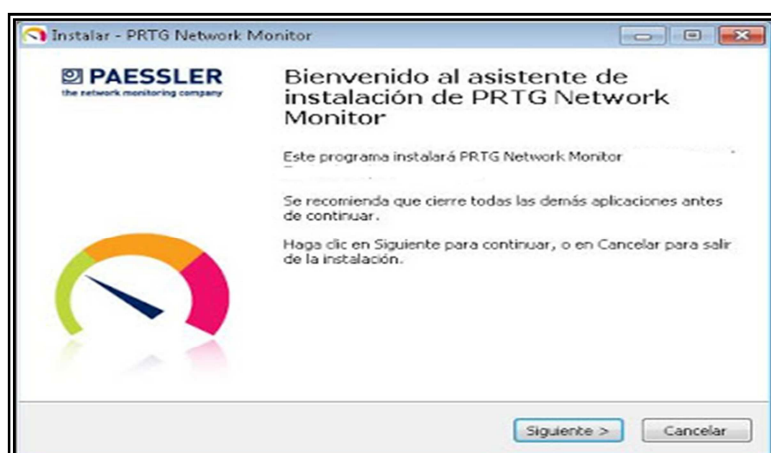 Instalar - PRTG Network Monitor
PAESSLER
the network monitoring company
Bienvenido al asistente de
instalación de PRTG Network
Monitor
Este programa instalará PRTG Network Monitor
Se recomienda que cierre todas las demás aplicaciones antes
de continuar.
Haga clic en Siguiente para continuar, o en Cancelar para salir
de la instalación.
Siguiente >
Cancelar